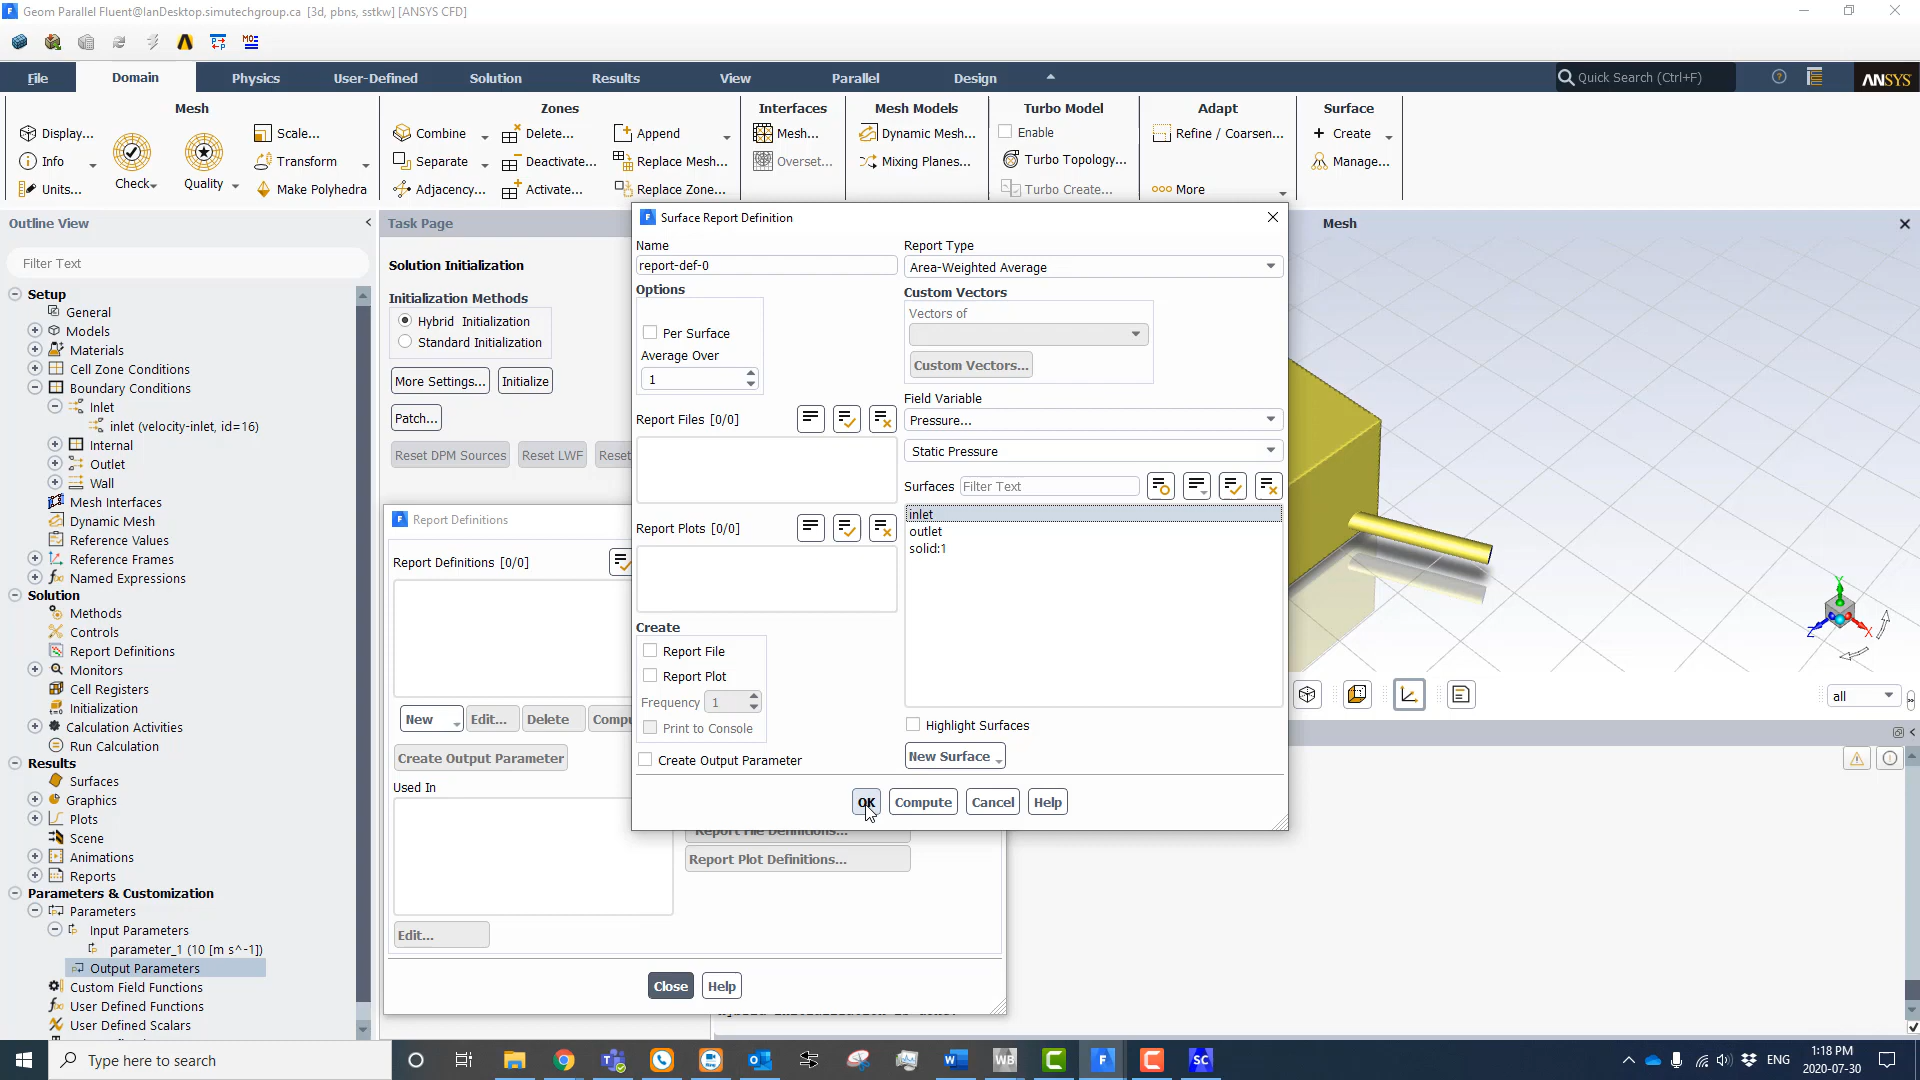 Geom Parallel Fluent@IanDesktop.simutechgroup.ca [3d, pbns, sstkw] [ANSYS CFD]
File
Domain
Physics
User-Defined
Solution
Results
View
Parallel
Design
Quick Search (Ctrl+F)
ANSYS
Mesh
Zones
Interfaces
Mesh Models
Turbo Model
Adapt
Surface
Display...
Scale...
Combine
Delete...
Append
Mesh...
Dynamic Mesh...
Enable
Refine / Coarsen...
Create
Info
Transform
Separate
Deactivate...
Replace Mesh...
Overset...
Mixing Planes...
Turbo Topology...
Manage...
Check
Quality
Units...
Make Polyhedra
Adjacency...
Activate...
Replace Zone...
Turbo Create...
More
Outline View
Filter Text
Setup
General
Models
Materials
Cell Zone Conditions
Boundary Conditions
Inlet
inlet (velocity-inlet, id=16)
Internal
Outlet
Wall
Mesh Interfaces
Dynamic Mesh
Reference Values
Reference Frames
Named Expressions
Solution
Methods
Controls
Report Definitions
Monitors
Cell Registers
Initialization
Calculation Activities
Run Calculation
Results
Surfaces
Graphics
Plots
Scene
Animations
Reports
Parameters & Customization
Parameters
Input Parameters
parameter_1 (10 [m s^-1])
Output Parameters
Custom Field Functions
User Defined Functions
User Defined Scalars
Task Page
Solution Initialization
Initialization Methods
Hybrid Initialization
Standard Initialization
More Settings...
Initialize
Patch...
Reset DPM Sources
Reset LWF
Reset
Report Definitions
Report Definitions [0/0]
New
Edit...
Delete
Compu
Create Output Parameter
Used In
Report File Definitions...
Report Plot Definitions...
Edit...
Close
Help
Surface Report Definition
Name
report-def-0
Options
Per Surface
Average Over
1
Report Files [0/0]
Report Plots [0/0]
Create
Report File
Report Plot
Frequency
1
Print to Console
Create Output Parameter
Report Type
Area-Weighted Average
Custom Vectors
Vectors of
Custom Vectors...
Field Variable
Pressure...
Static Pressure
Surfaces
Filter Text
inlet
outlet
solid:1
Highlight Surfaces
New Surface
OK
Compute
Cancel
Help
Mesh
Y
Z
X
all
Type here to search
WB
SC
ENG
1:18 PM
2020-07-30